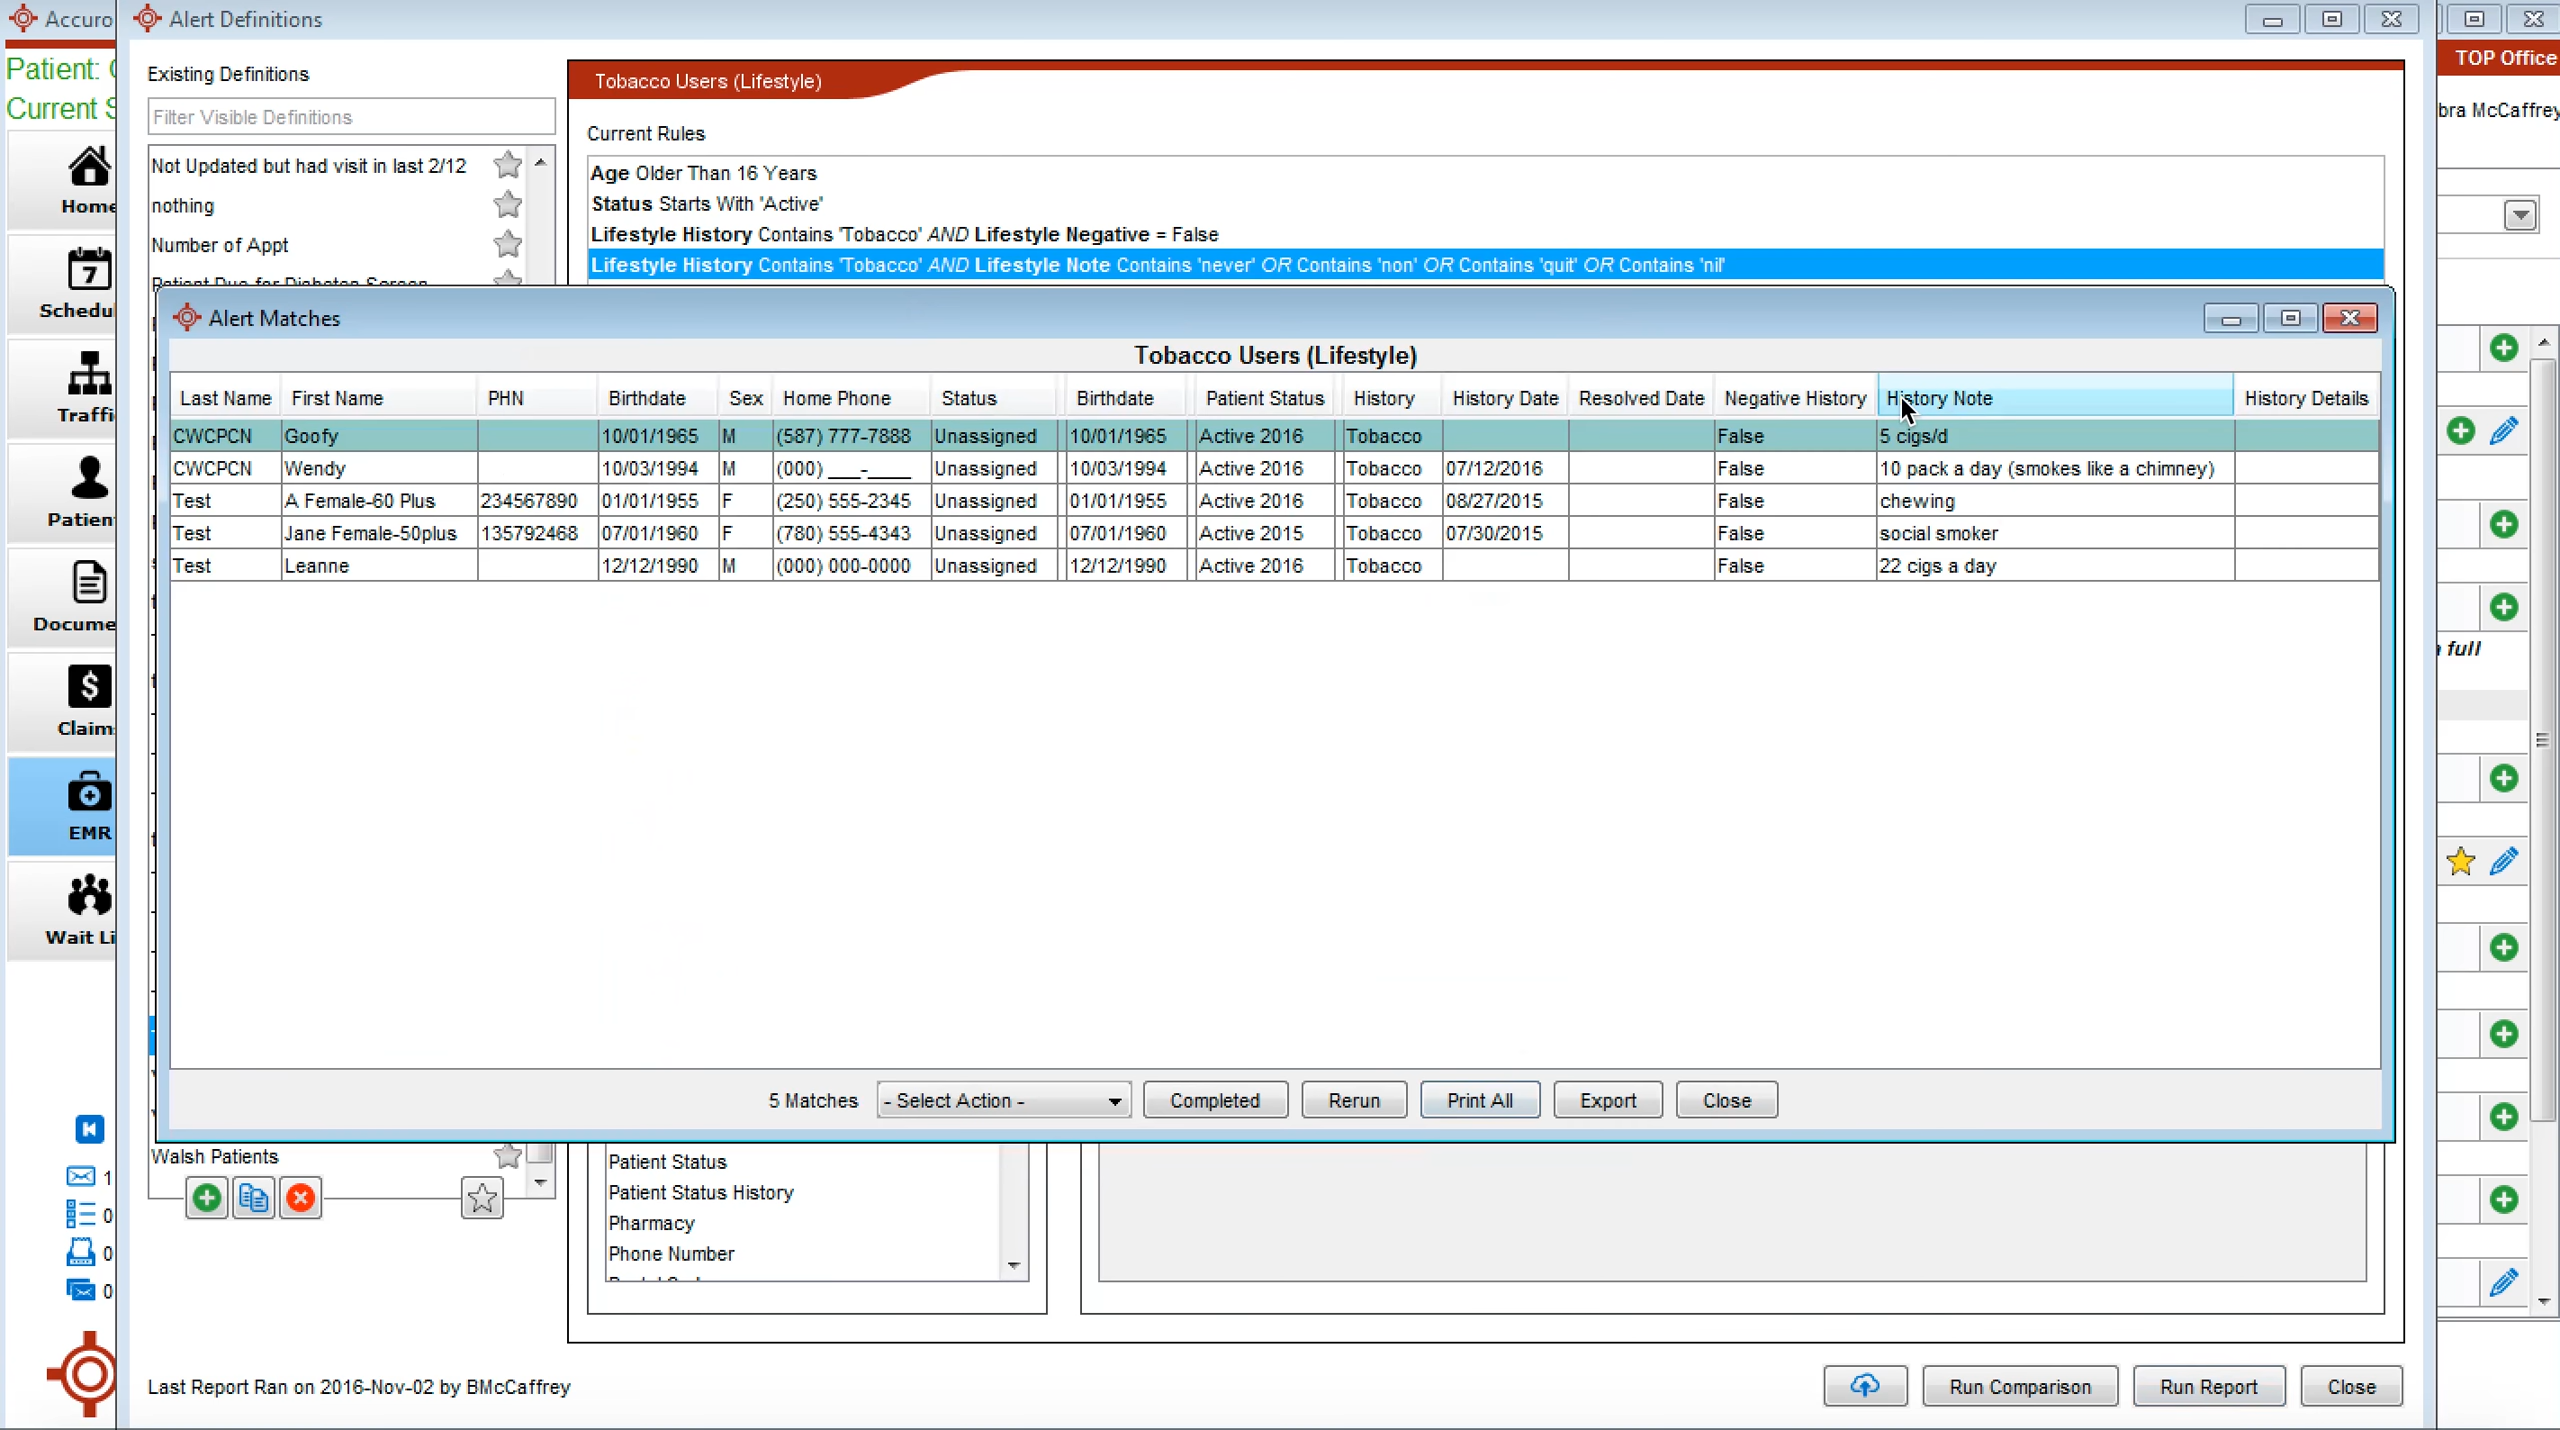 Accuro
Alert Definitions
Patient:
Current
TOP Office
bra McCaffrey
Home
7
Schedul
Traffi
Patien
Docume
Claim
EMR
Wait Li
1
0
0
0
Existing Definitions
Filter Visible Definitions
Not Updated but had visit in last 2/12
nothing
Number of Appt
Patient Due for Diabetes Screen
Tobacco Users (Lifestyle)
Current Rules
Age Older Than 16 Years
Status Starts With 'Active'
Lifestyle History Contains 'Tobacco' AND Lifestyle Negative = False
Lifestyle History Contains 'Tobacco' AND Lifestyle Note Contains 'never' OR Contains 'non' OR Contains 'quit' OR Contains 'nil'
Alert Matches
Tobacco Users (Lifestyle)
Last Name First Name PHN Birthdate Sex Home Phone Status Birthdate Patient Status History History Date Resolved Date Negative History History Note History Details
CWCPCN Goofy 10/01/1965 M (587) 777-7888 Unassigned 10/01/1965 Active 2016 Tobacco False 5 cigs/d
CWCPCN Wendy 10/03/1994 M (000) ___-____ Unassigned 10/03/1994 Active 2016 Tobacco 07/12/2016 False 10 pack a day (smokes like a chimney)
Test A Female-60 Plus 234567890 01/01/1955 F (250) 555-2345 Unassigned 01/01/1955 Active 2016 Tobacco 08/27/2015 False chewing
Test Jane Female-50plus 135792468 07/01/1960 F (780) 555-4343 Unassigned 07/01/1960 Active 2015 Tobacco 07/30/2015 False social smoker
Test Leanne 12/12/1990 M (000) 000-0000 Unassigned 12/12/1990 Active 2016 Tobacco False 22 cigs a day
full
5 Matches - Select Action - Completed Rerun Print All Export Close
Walsh Patients
Patient Status
Patient Status History
Pharmacy
Phone Number
Last Report Ran on 2016-Nov-02 by BMcCaffrey
Run Comparison Run Report Close